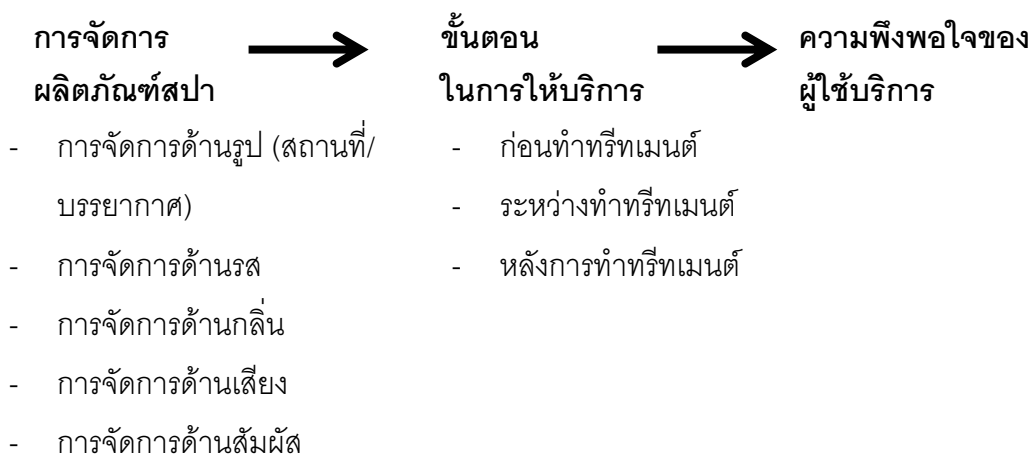 การจัดการ
ผลิตภัณฑ์สปา
- การจัดการด้านรูป (สถานที่/
บรรยากาศ)
- การจัดการด้านรส
- การจัดการด้านกลิ่น
- การจัดการด้านเสียง
- การจัดการด้านสัมผัส
ขั้นตอน
ในการให้บริการ
- ก่อนทำทรีทเมนต์
- ระหว่างทำทรีทเมนต์
- หลังการทำทรีทเมนต์
ความพึงพอใจของ
ผู้ใช้บริการ